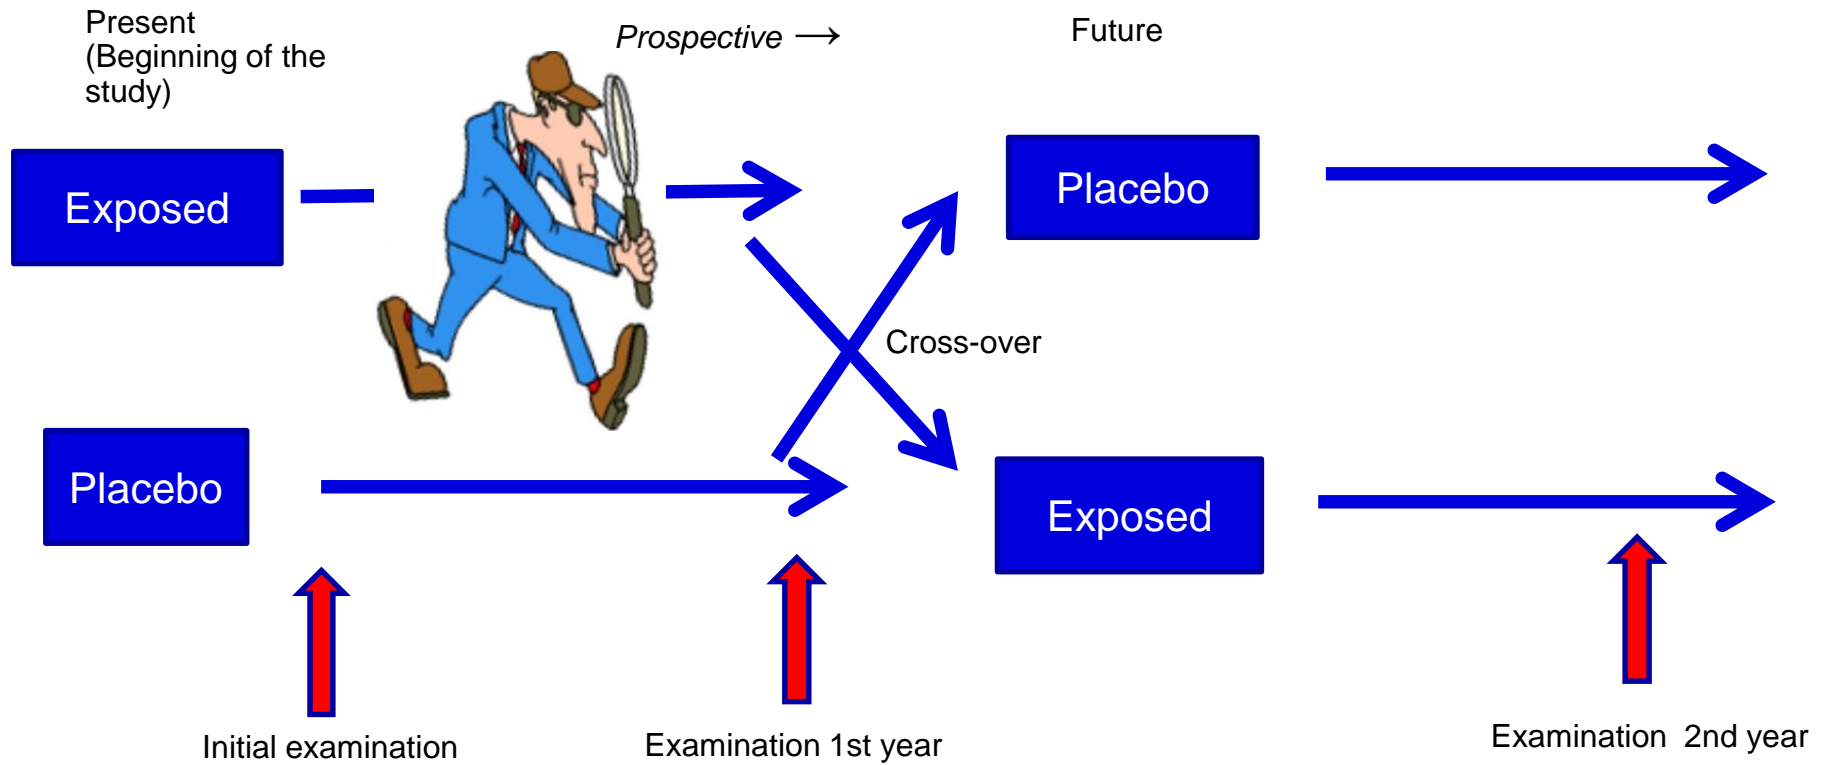 Present
(Beginning of the
study)
Prospective →
Future
Exposed
Placebo
Cross-over
Placebo
Exposed
Initial examination
Examination 1st year
Examination 2nd year